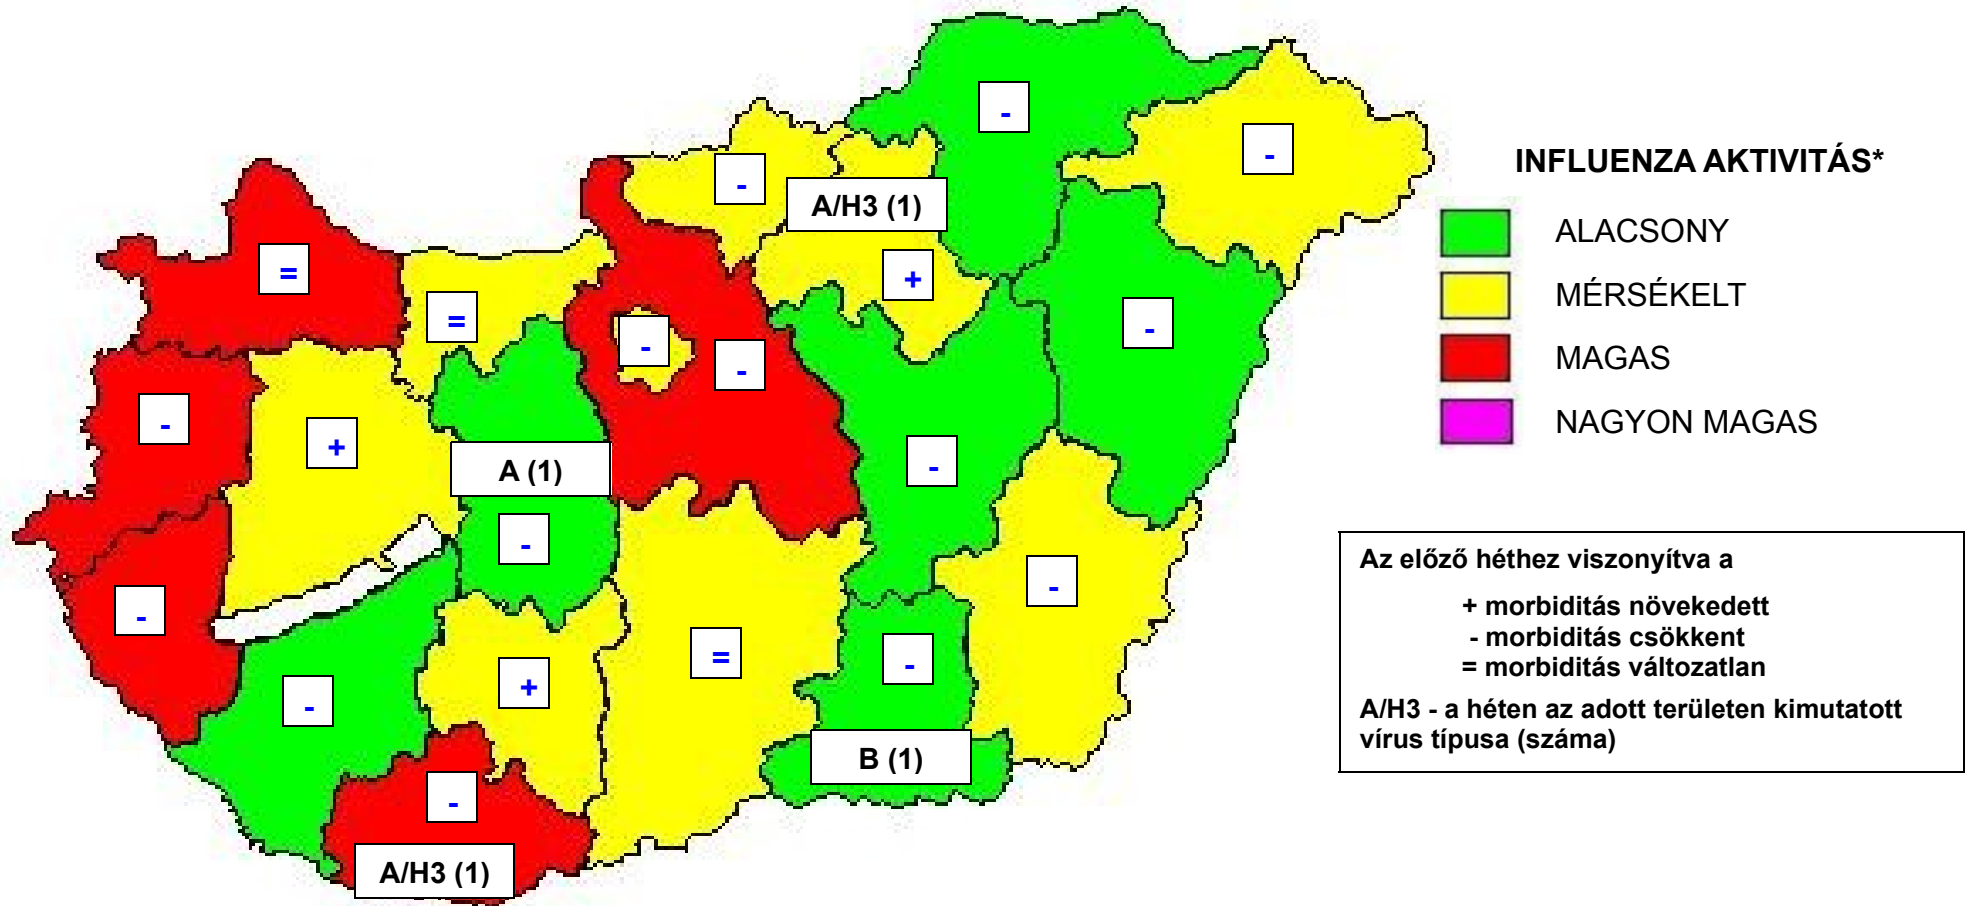 -
-
-
A/H3 (1)
=
+
=
-
-
-
-
+
-
A (1)
-
-
-
-
=
-
+
-
B (1)
-
A/H3 (1)
INFLUENZA AKTIVITÁS*
ALACSONY
MÉRSÉKELT
MAGAS
NAGYON MAGAS
Az előző héthez viszonyítva a
+ morbiditás növekedett
- morbiditás csökkent
= morbiditás változatlan
A/H3 - a héten az adott területen kimutatott
vírus típusa (száma)